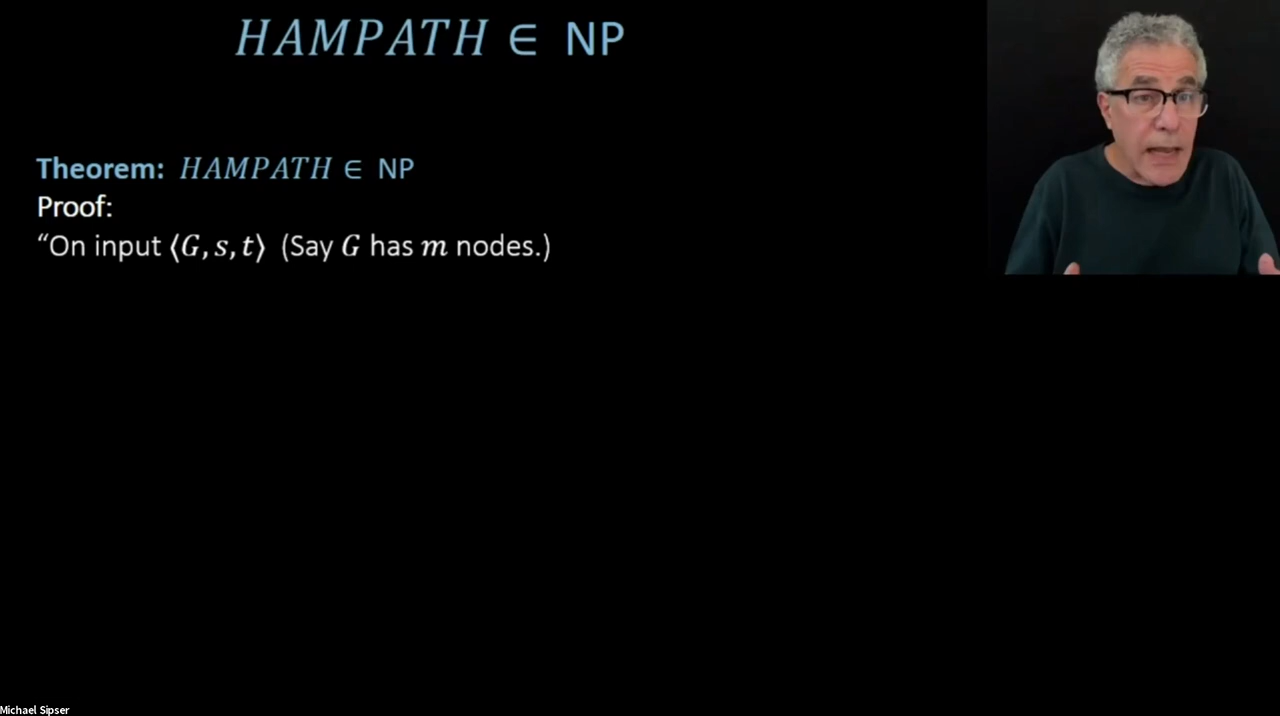 HAMPATH ∈ NP
Theorem: HAMPATH ∈ NP
Proof:
“On input ⟨G, s, t⟩ (Say G has m nodes.)
Michael Sipser